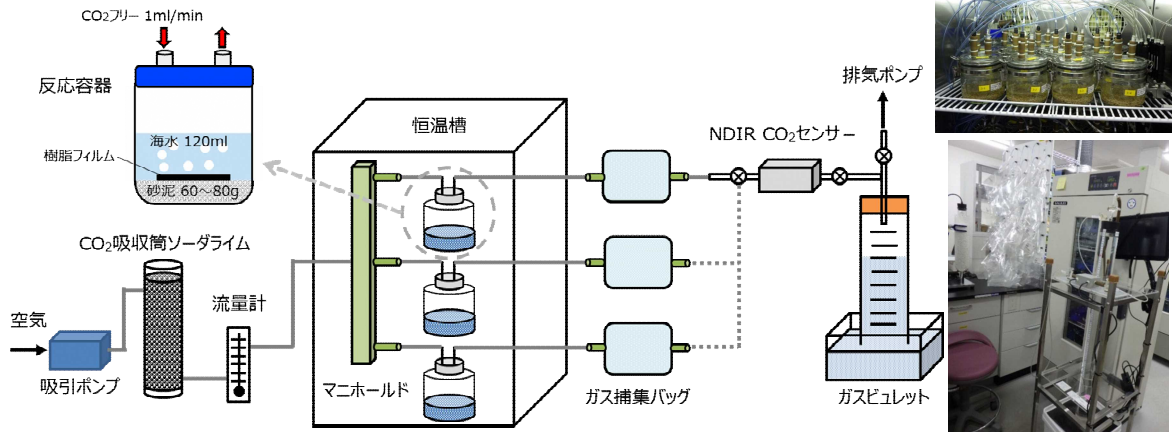 CO₂フリー 1ml/min
反応容器
海水 120ml
樹脂フィルム
砂泥 60～80g
CO₂吸収筒ソーダライム
流量計
空気
吸引ポンプ
恒温槽
マニホールド
ガス捕集バッグ
NDIR CO₂センサー
排気ポンプ
ガスビュレット